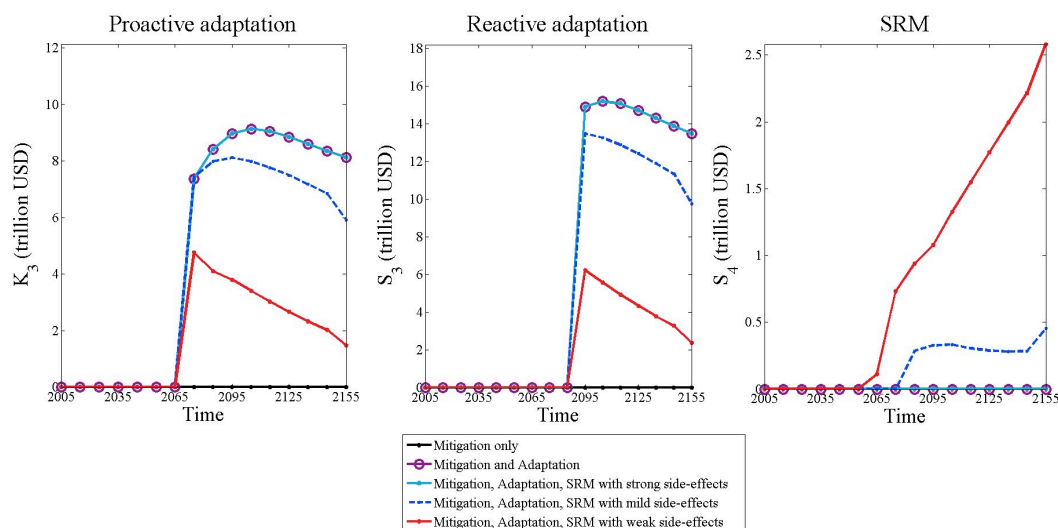 Proactive adaptation
Reactive adaptation
SRM
K3 (trillion USD)
12
10
8
6
4
2
0
2005
2035
2065
2095
2125
2155
Time
S3 (trillion USD)
18
16
14
12
10
8
6
4
2
0
2005
2035
2065
2095
2125
2155
Time
S4 (trillion USD)
2.5
2
1.5
1
0.5
0
2005
2035
2065
2095
2125
2155
Time
Mitigation only
Mitigation and Adaptation
Mitigation, Adaptation, SRM with strong side-effects
Mitigation, Adaptation, SRM with mild side-effects
Mitigation, Adaptation, SRM with weak side-effects